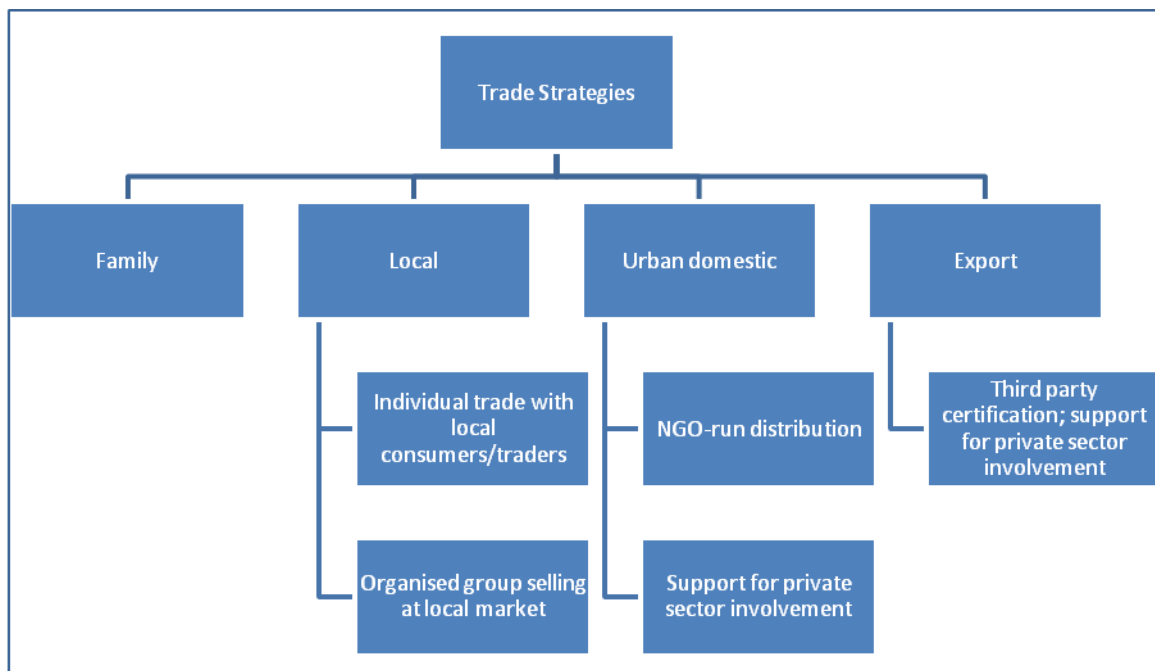 Trade Strategies
Family
Local
Urban domestic
Export
Individual trade with
local
consumers/traders
NGO-run distribution
Third party
certification; support
for private sector
involvement
Organised group selling
at local market
Support for private
sector involvement